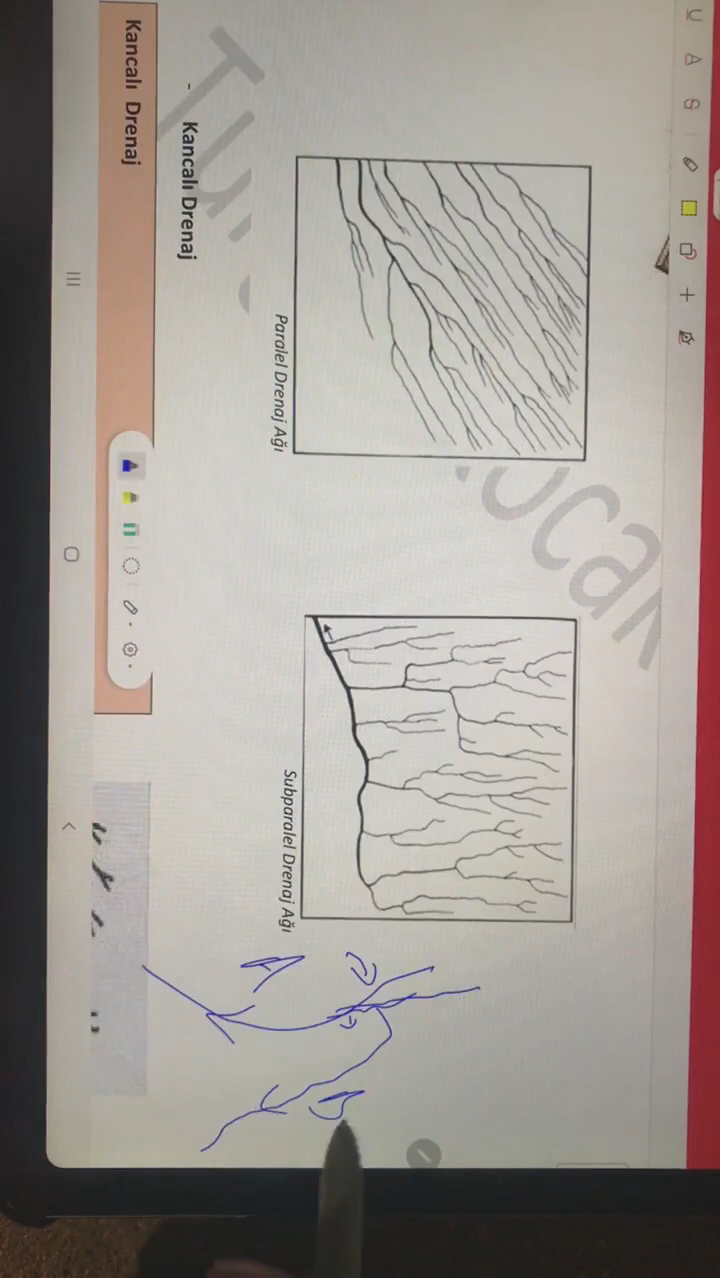 U A S
Paralel Drenaj Ağı
Subparalel Drenaj Ağı
- Kancalı Drenaj
Kancalı Drenaj
A
B